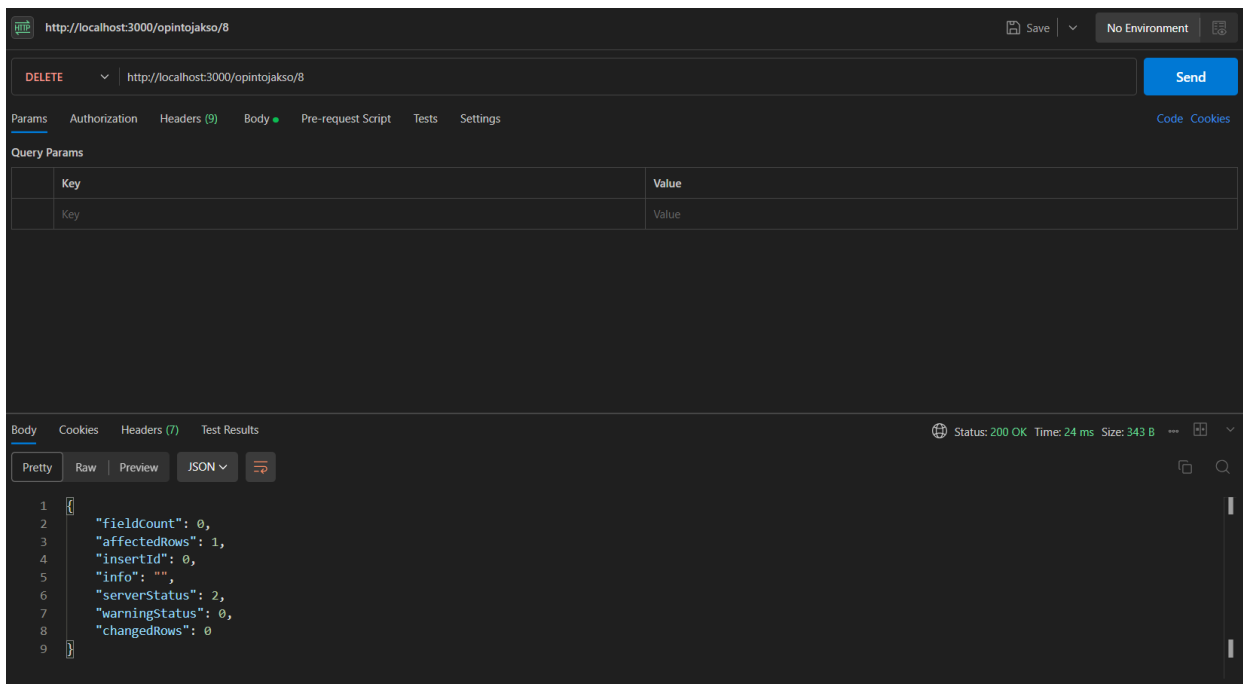 HTTP http://localhost:3000/opintojakso/8 Save No Environment
DELETE http://localhost:3000/opintojakso/8 Send
Params Authorization Headers (9) Body Pre-request Script Tests Settings Code Cookies
Query Params
Key Value
Key Value
Body Cookies Headers (7) Test Results Status: 200 OK Time: 24 ms Size: 343 B
Pretty Raw Preview JSON
1 {
2 "fieldCount": 0,
3 "affectedRows": 1,
4 "insertId": 0,
5 "info": "",
6 "serverStatus": 2,
7 "warningStatus": 0,
8 "changedRows": 0
9 }